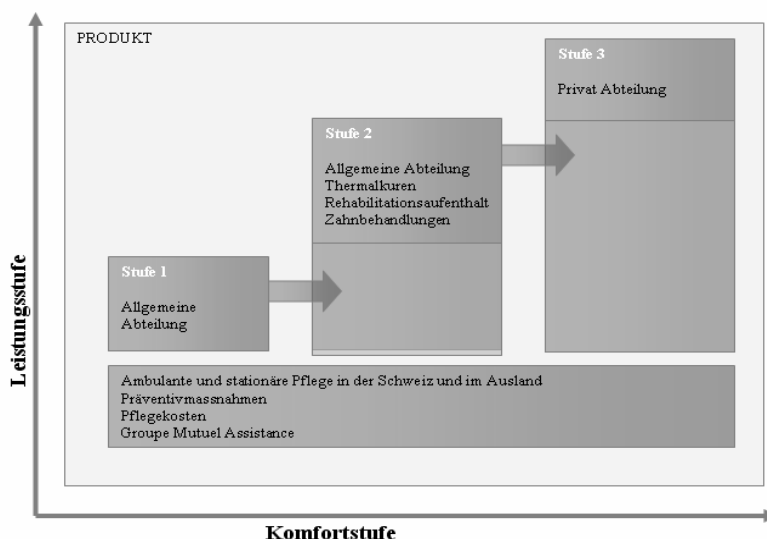 PRODUKT
Stufe 3
Privat Abteilung
Stufe 2
Allgemeine Abteilung
Thermalkuren
Rehabilitationsaufenthalt
Zahnbehandlungen
Stufe 1
Allgemeine
Abteilung
Ambulante und stationäre Pflege in der Schweiz und im Ausland
Präventivmassnahmen
Pflegekosten
Groupe Mutuel Assistance
Leistungsstufe
Komfortstufe